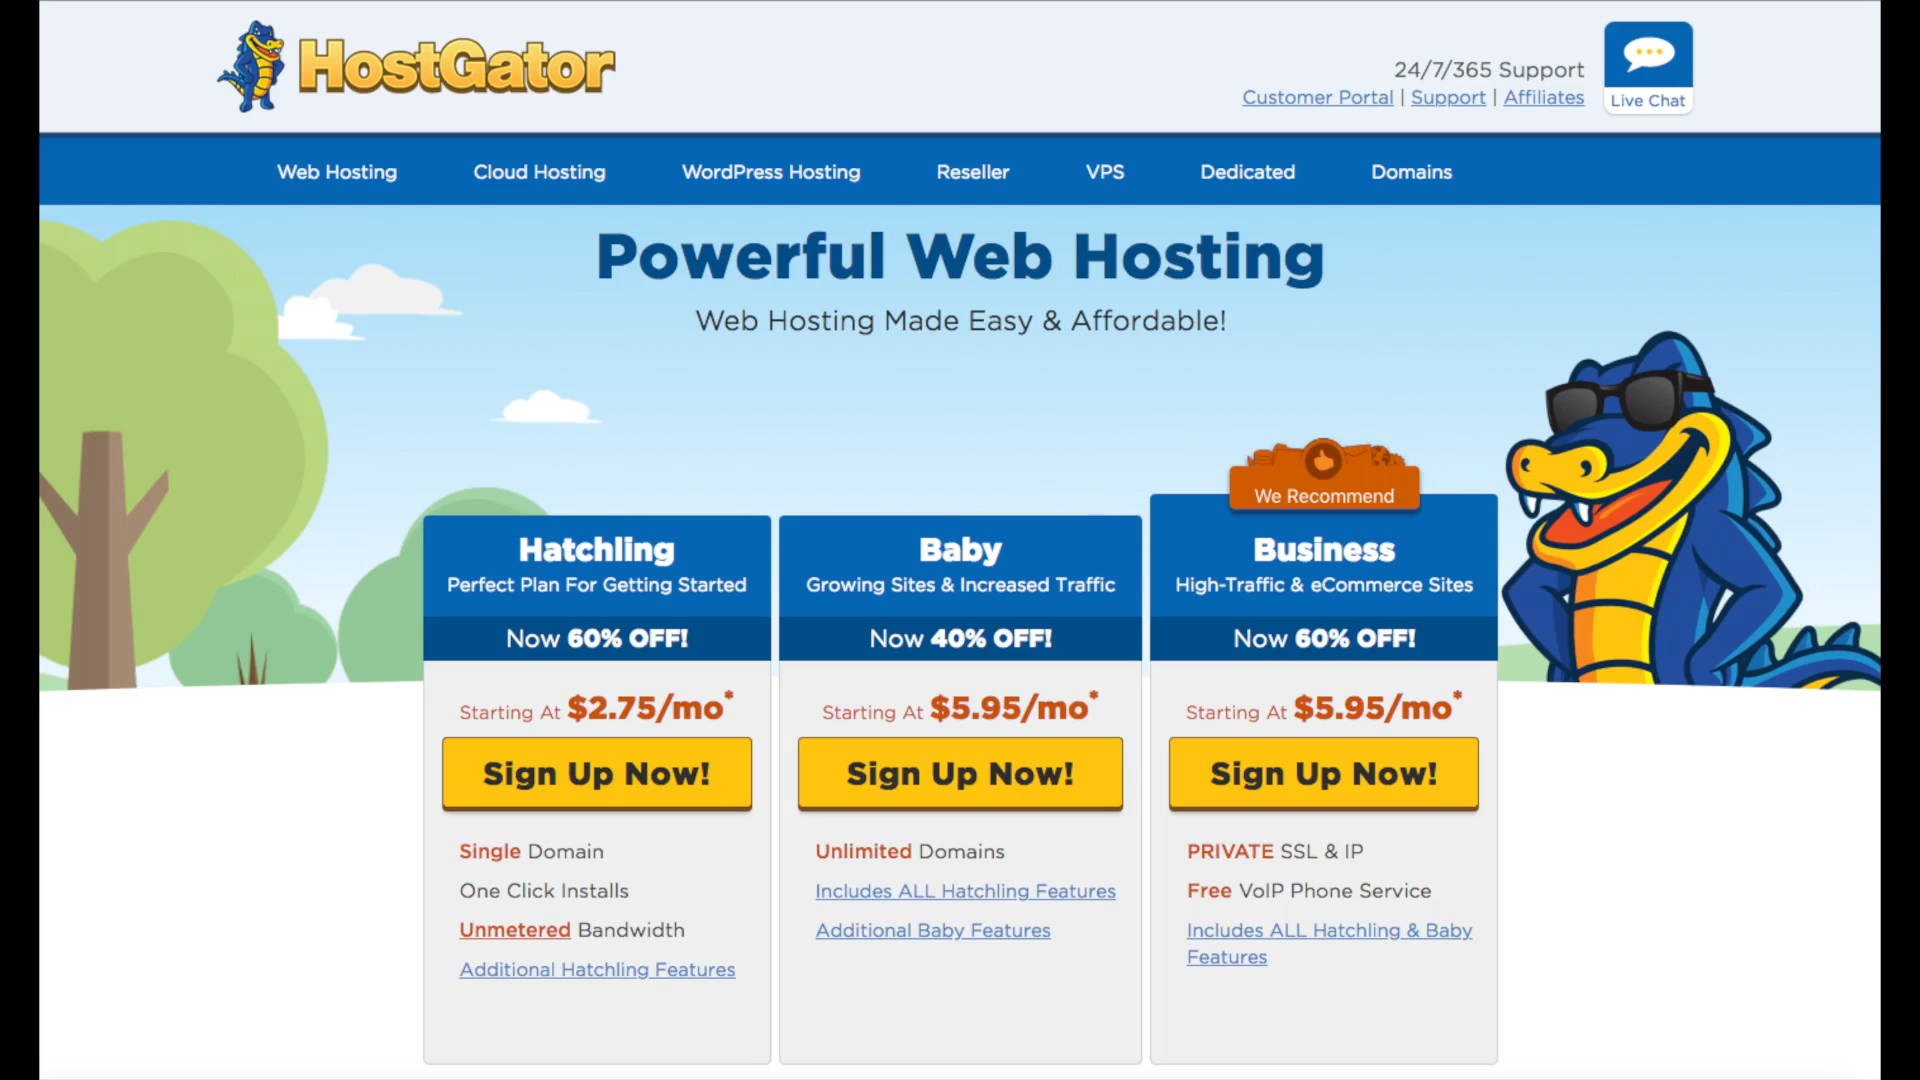 HostGator
24/7/365 Support
Customer Portal | Support | Affiliates
Live Chat
Web Hosting Cloud Hosting WordPress Hosting Reseller VPS Dedicated Domains
Powerful Web Hosting
Web Hosting Made Easy & Affordable!
We Recommend
Hatchling
Perfect Plan For Getting Started
Now 60% OFF!
Starting At $2.75/mo*
Sign Up Now!
Single Domain
One Click Installs
Unmetered Bandwidth
Additional Hatchling Features
Baby
Growing Sites & Increased Traffic
Now 40% OFF!
Starting At $5.95/mo*
Sign Up Now!
Unlimited Domains
Includes ALL Hatchling Features
Additional Baby Features
Business
High-Traffic & eCommerce Sites
Now 60% OFF!
Starting At $5.95/mo*
Sign Up Now!
PRIVATE SSL & IP
Free VoIP Phone Service
Includes ALL Hatchling & Baby
Features